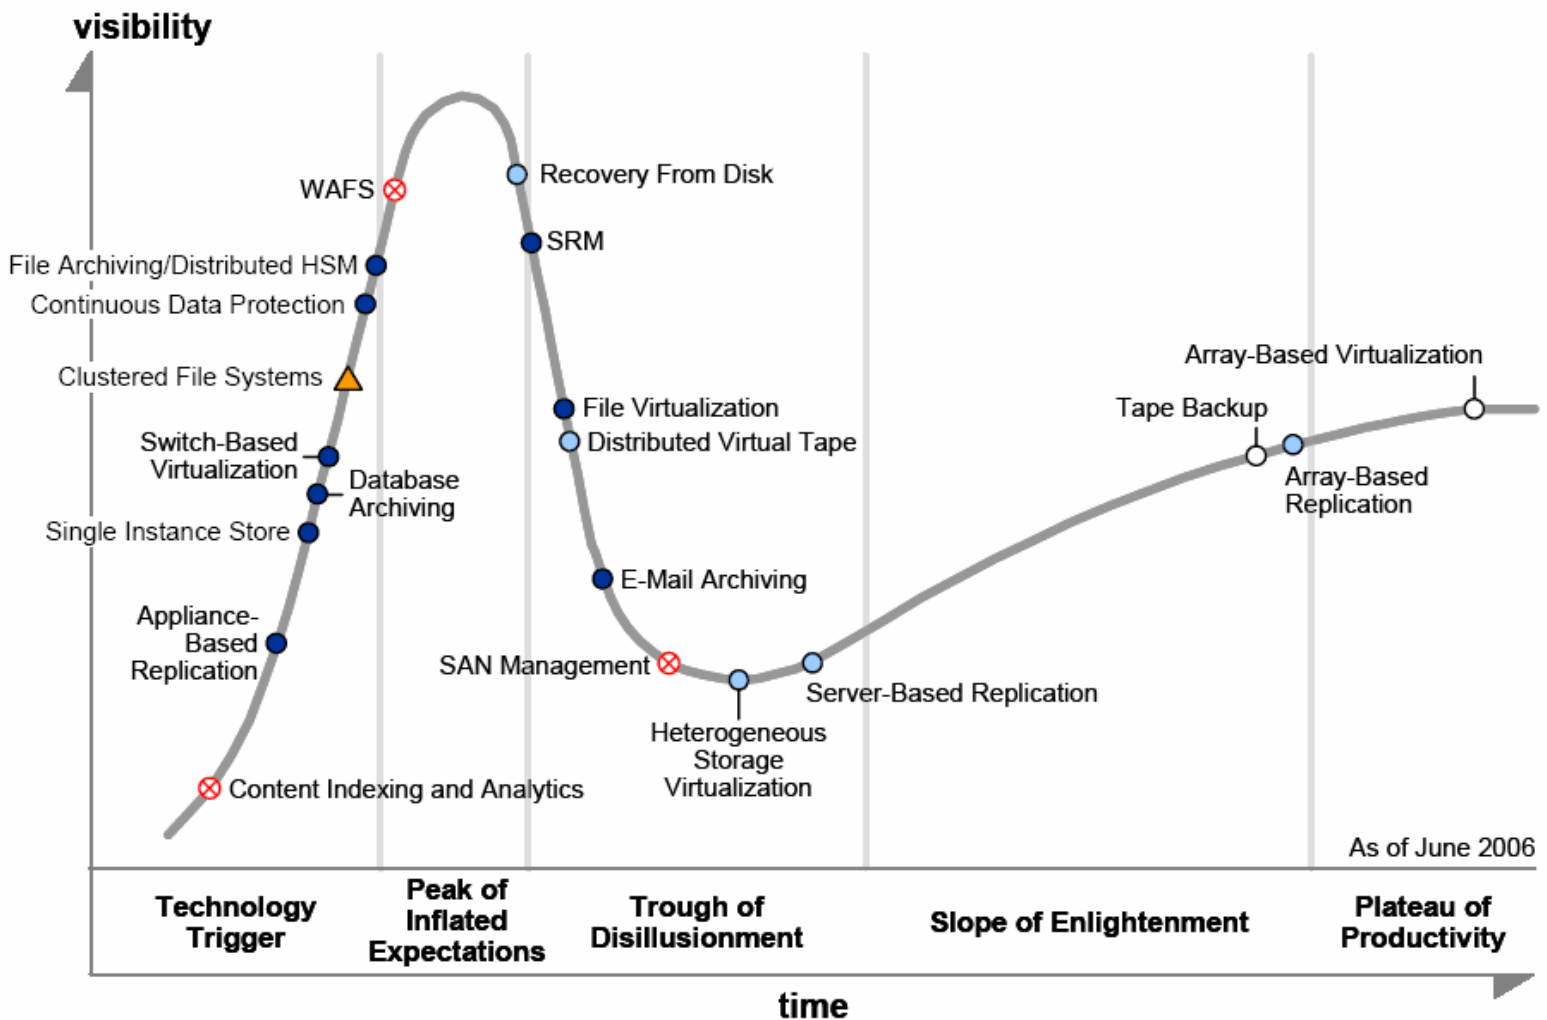 visibility
WAFS
Recovery From Disk
SRM
File Archiving/Distributed HSM
Continuous Data Protection
Clustered File Systems
Switch-Based
Virtualization
Database
Archiving
Single Instance Store
Appliance-
Based
Replication
Content Indexing and Analytics
File Virtualization
Distributed Virtual Tape
E-Mail Archiving
SAN Management
Heterogeneous
Storage
Virtualization
Server-Based Replication
Array-Based Virtualization
Tape Backup
Array-Based
Replication
As of June 2006
Technology
Trigger
Peak of
Inflated
Expectations
Trough of
Disillusionment
Slope of Enlightenment
Plateau of
Productivity
time